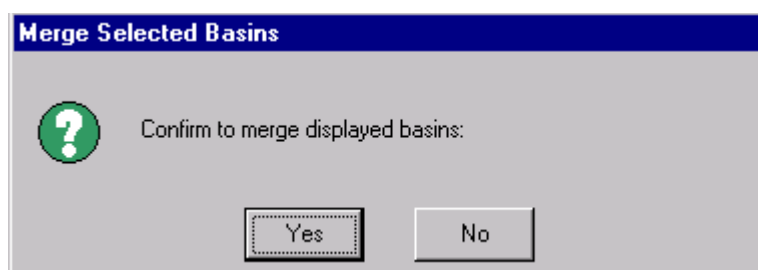 Merge Selected Basins
Confirm to merge displayed basins:
Yes No